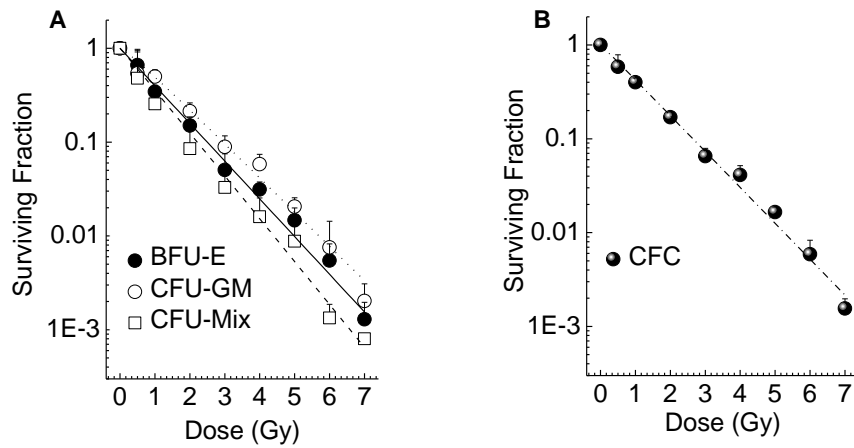 A
Surviving Fraction
1
0.1
0.01
1E-3
BFU-E
CFU-GM
CFU-Mix
0 1 2 3 4 5 6 7
Dose (Gy)
B
Surviving Fraction
1
0.1
0.01
1E-3
CFC
0 1 2 3 4 5 6 7
Dose (Gy)